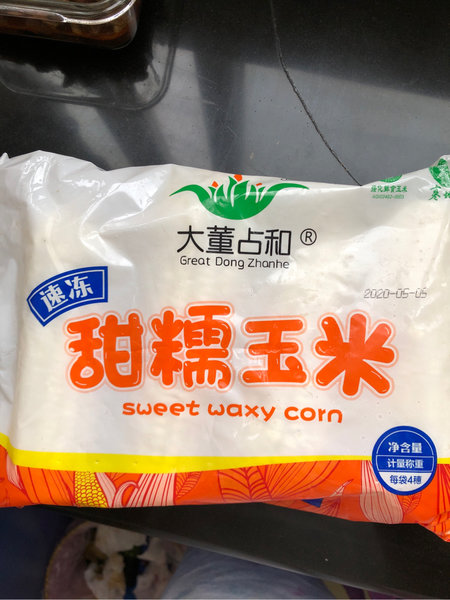 大董占和®
Great Dong Zhanhe
速冻
2020-05-05
甜糯玉米
sweet waxy corn
净含量
计量称重
每袋4穗